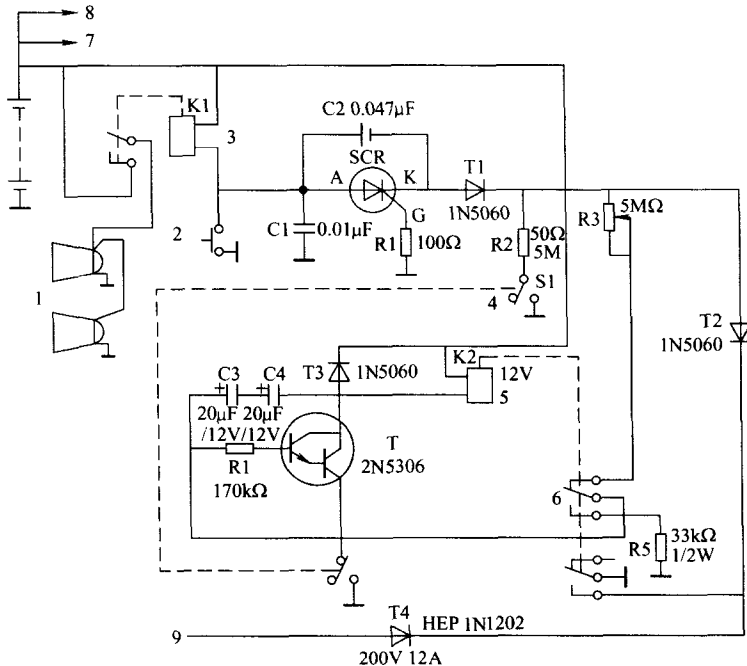 8
7
K1
3
C2 0.047μF
SCR
A
K
T1
1N5060
G
2
C1
0.01μF
R1
100Ω
R2
50Ω
5M
R3
5MΩ
1
4
S1
T2
1N5060
T3
1N5060
K2
12V
5
C3
C4
20μF
20μF
/12V/12V
T
2N5306
R1
170kΩ
6
R5
33kΩ
1/2W
T4
HEP 1N1202
9
200V 12A